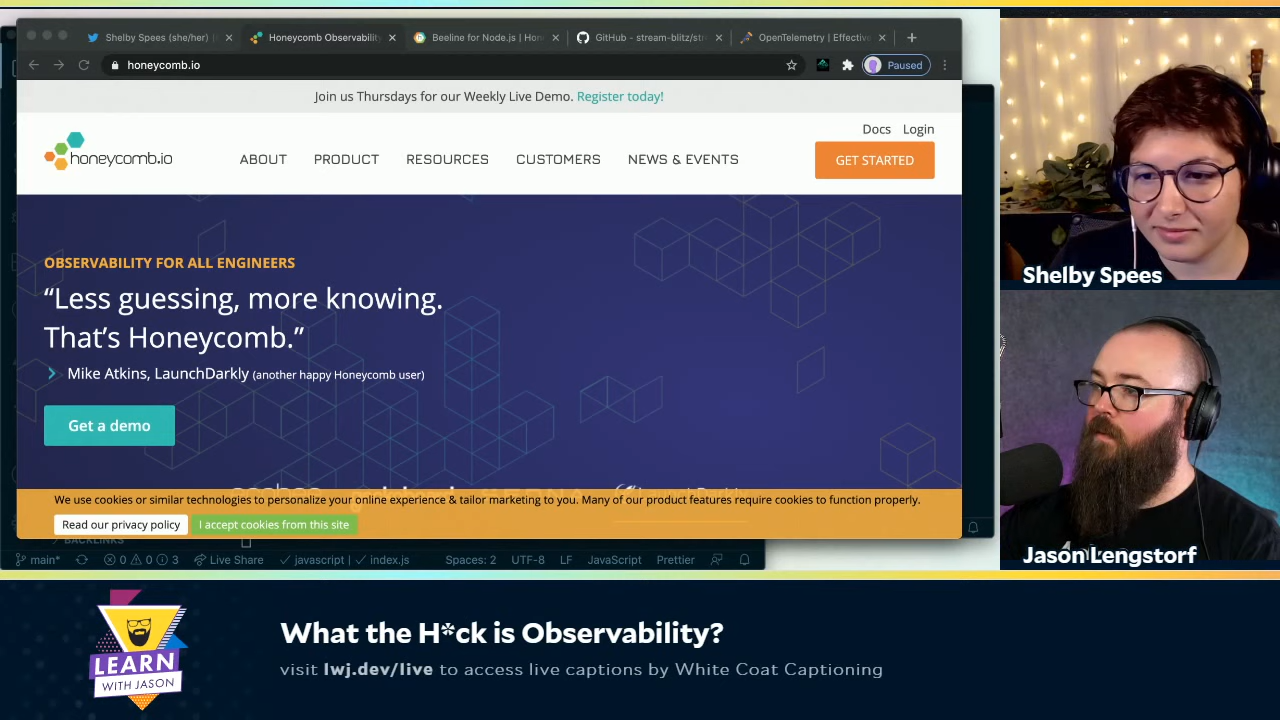 Shelby Spees (she/her) |
Honeycomb Observability
Beeline for Node.js | Hon
GitHub - stream-blitz/str
OpenTelemetry | Effectiv
honeycomb.io
Paused
Join us Thursdays for our Weekly Live Demo. Register today!
Docs Login
honeycomb.io
ABOUT PRODUCT RESOURCES CUSTOMERS NEWS & EVENTS
GET STARTED
OBSERVABILITY FOR ALL ENGINEERS
“Less guessing, more knowing.
That’s Honeycomb.”
Mike Atkins, LaunchDarkly (another happy Honeycomb user)
Get a demo
We use cookies or similar technologies to personalize your online experience & tailor marketing to you. Many of our product features require cookies to function properly.
Read our privacy policy I accept cookies from this site
BACKLINKS
main* 0 0 3 Live Share javascript | index.js Spaces: 2 UTF-8 LF JavaScript Prettier
Shelby Spees
Jason Lengstorf
LEARN
WITH JASON
What the H*ck is Observability?
visit lwj.dev/live to access live captions by White Coat Captioning